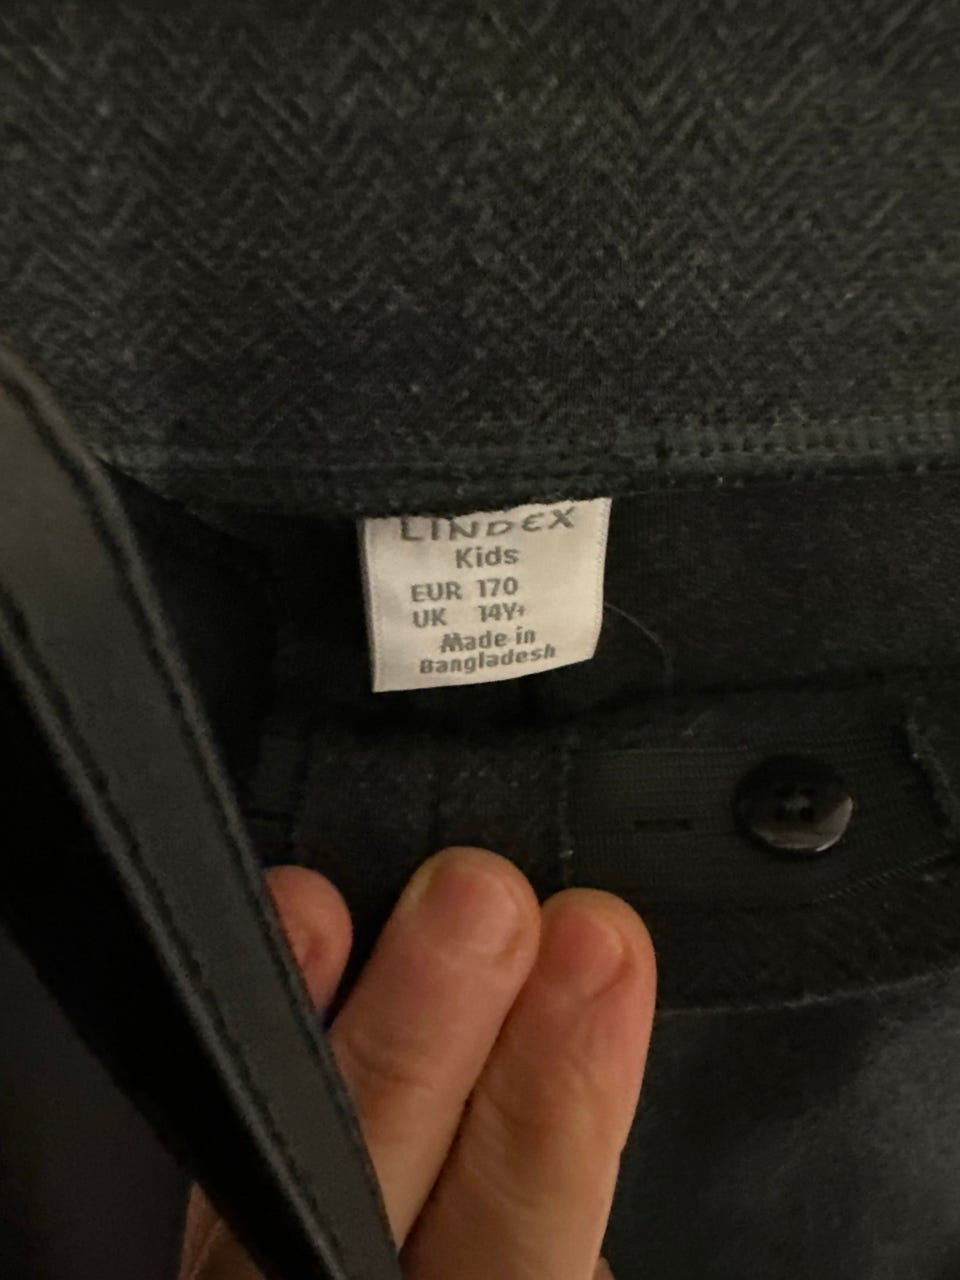 LINDEX
Kids
EUR 170
UK 14Y+
Made in
Bangladesh